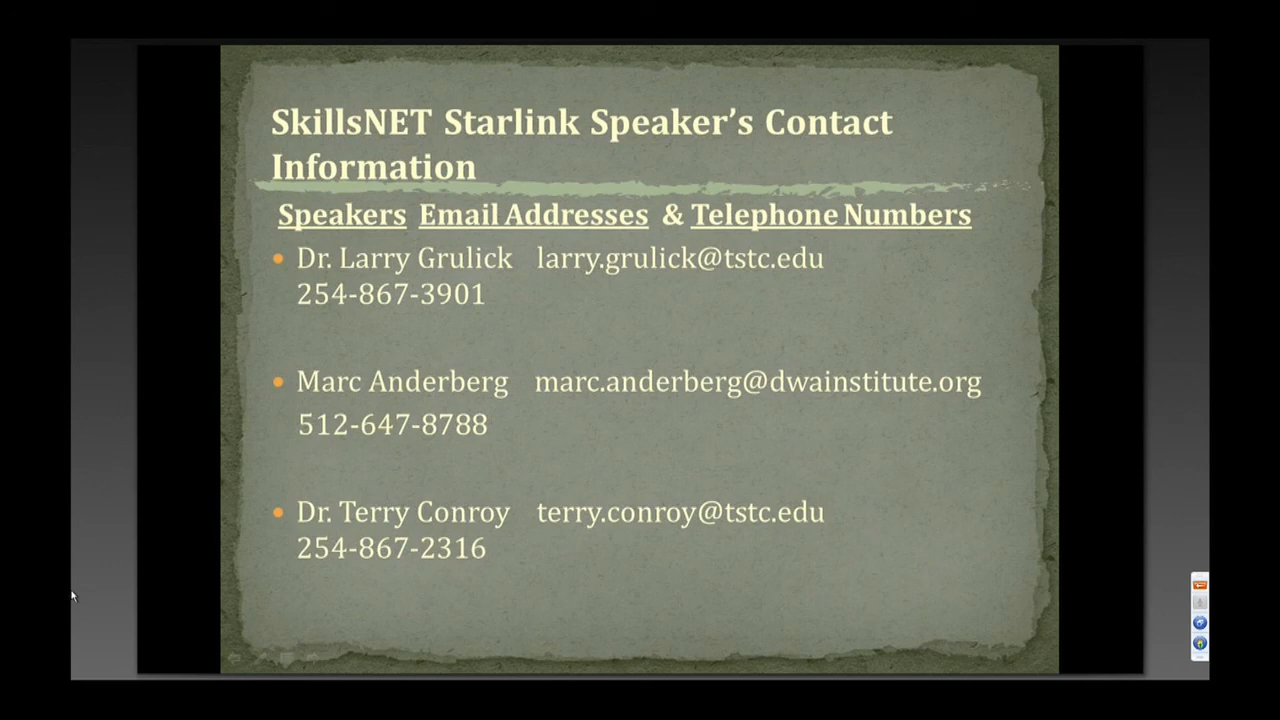 SkillsNET Starlink Speaker’s Contact
Information
Speakers Email Addresses & Telephone Numbers
• Dr. Larry Grulick larry.grulick@tstc.edu
254-867-3901
• Marc Anderberg marc.anderberg@dwainstitute.org
512-647-8788
• Dr. Terry Conroy terry.conroy@tstc.edu
254-867-2316